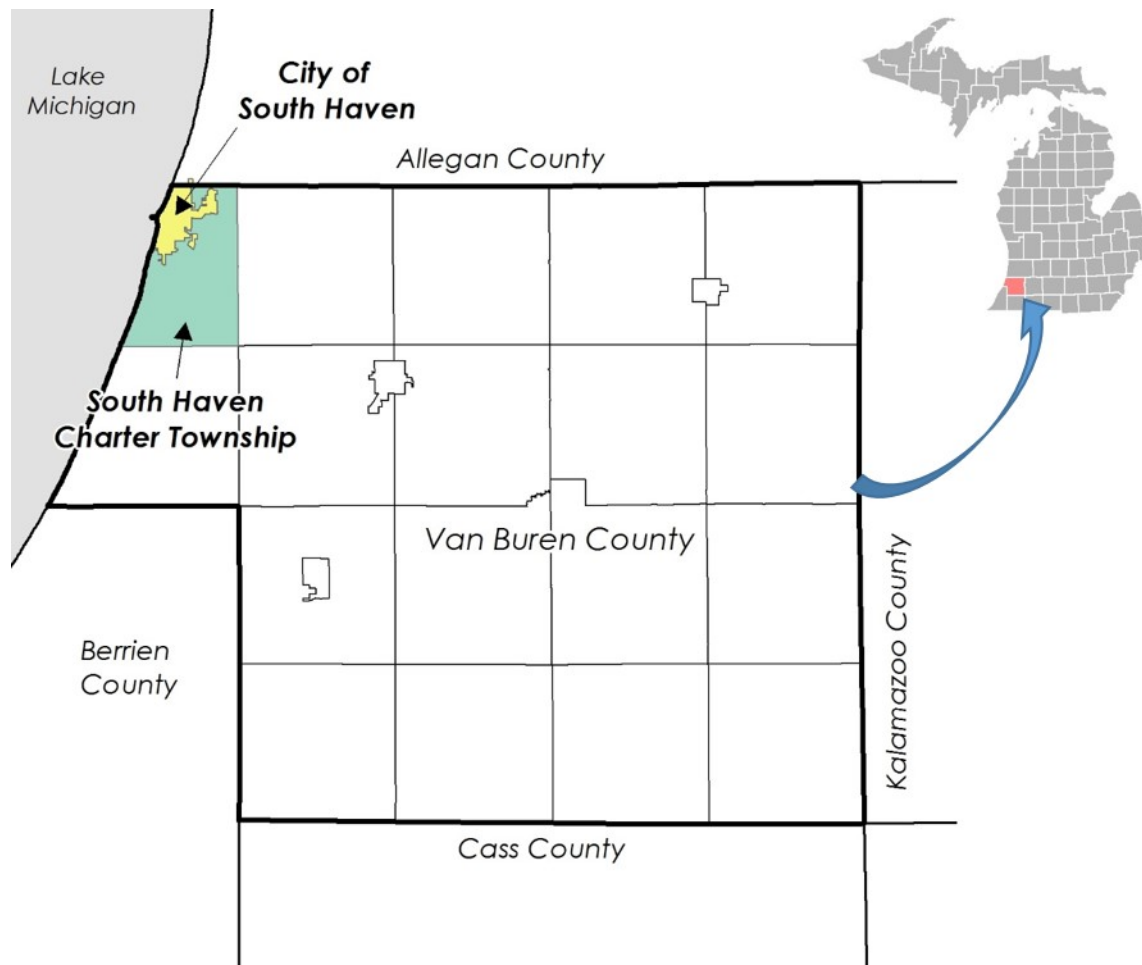 Lake
Michigan
City of
South Haven
Allegan County
South Haven
Charter Township
Van Buren County
Berrien
County
Kalamazoo County
Cass County